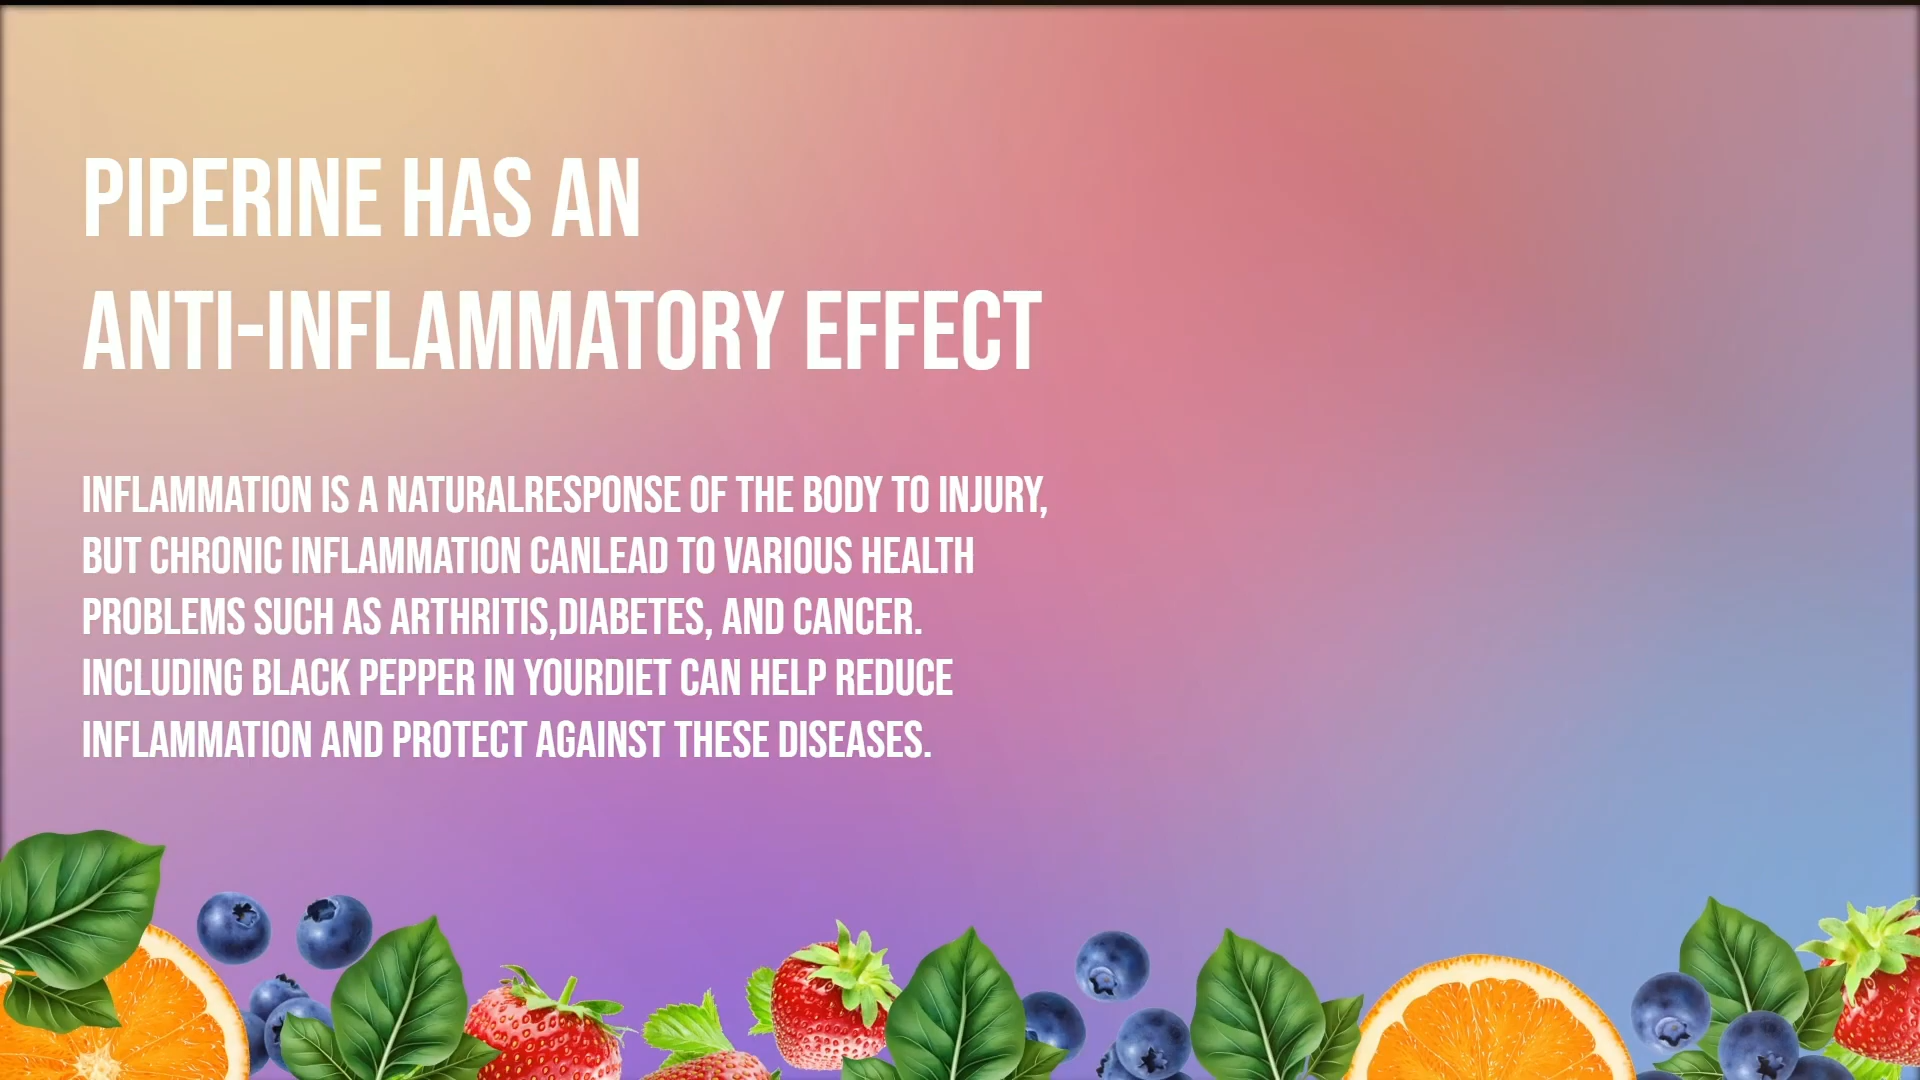 PIPERINE HAS AN
ANTI-INFLAMMATORY EFFECT
INFLAMMATION IS A NATURALRESPONSE OF THE BODY TO INJURY,
BUT CHRONIC INFLAMMATION CANLEAD TO VARIOUS HEALTH
PROBLEMS SUCH AS ARTHRITIS,DIABETES, AND CANCER.
INCLUDING BLACK PEPPER IN YOURDIET CAN HELP REDUCE
INFLAMMATION AND PROTECT AGAINST THESE DISEASES.